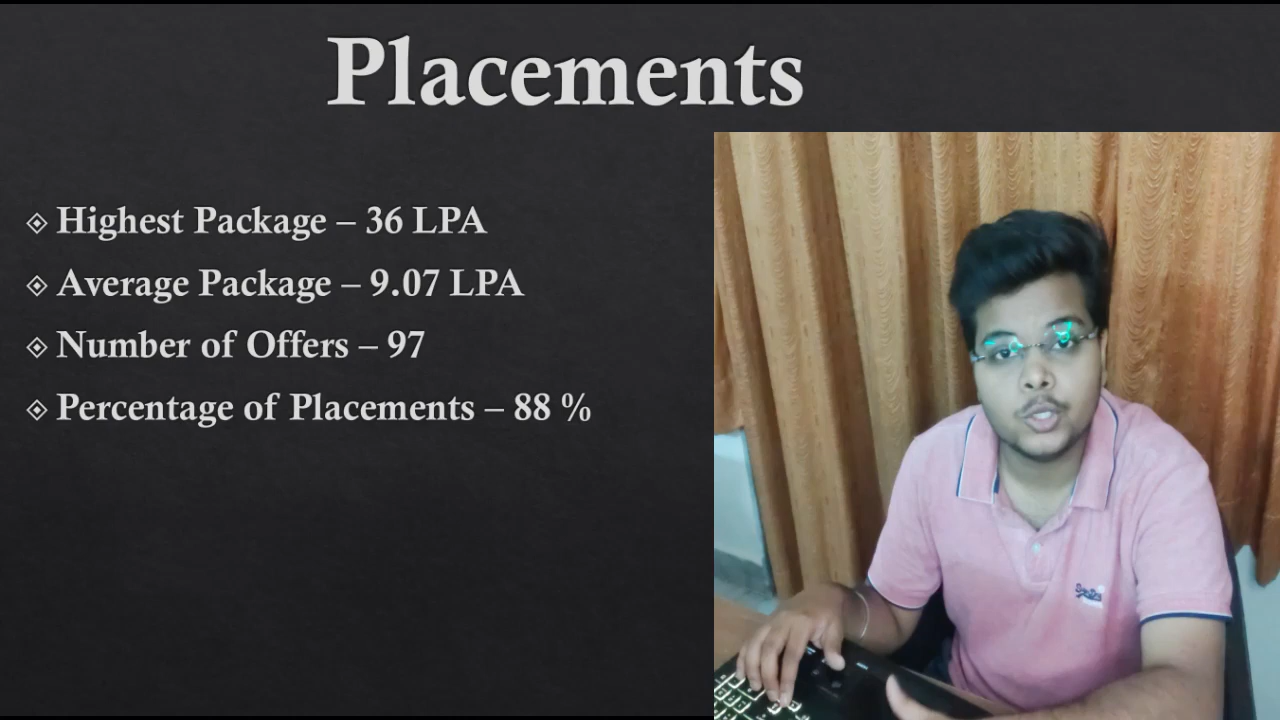 Placements
Highest Package – 36 LPA
Average Package – 9.07 LPA
Number of Offers – 97
Percentage of Placements – 88 %